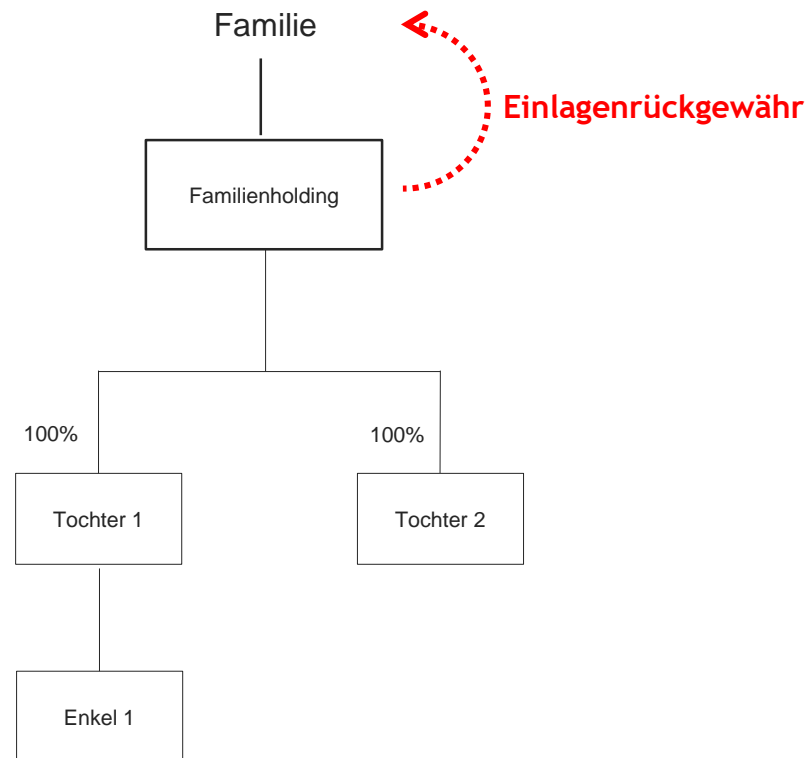 Familie
Einlagenrückgewähr
Familienholding
100%
100%
Tochter 1
Tochter 2
Enkel 1